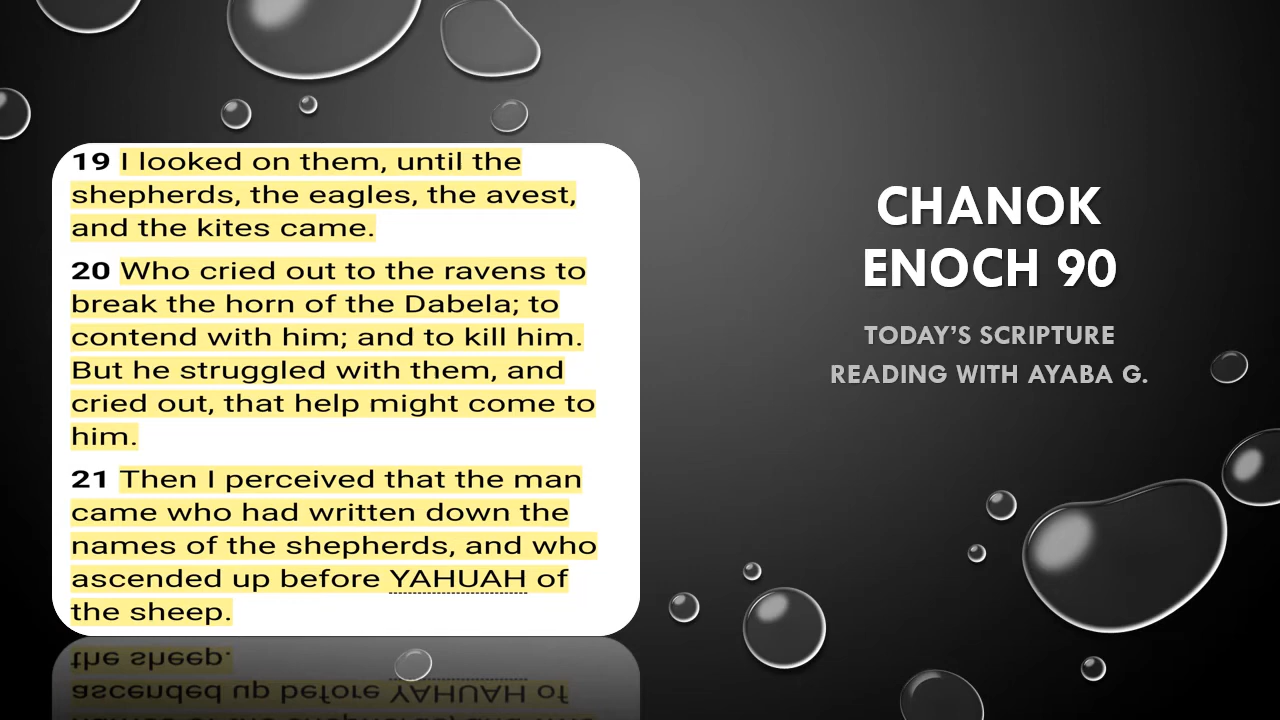 19 I looked on them, until the
shepherds, the eagles, the avest,
and the kites came.
20 Who cried out to the ravens to
break the horn of the Dabela; to
contend with him; and to kill him.
But he struggled with them, and
cried out, that help might come to
him.
21 Then I perceived that the man
came who had written down the
names of the shepherds, and who
ascended up before YAHUAH of
the sheep.
CHANOK
ENOCH 90
TODAY'S SCRIPTURE
READING WITH AYABA G.